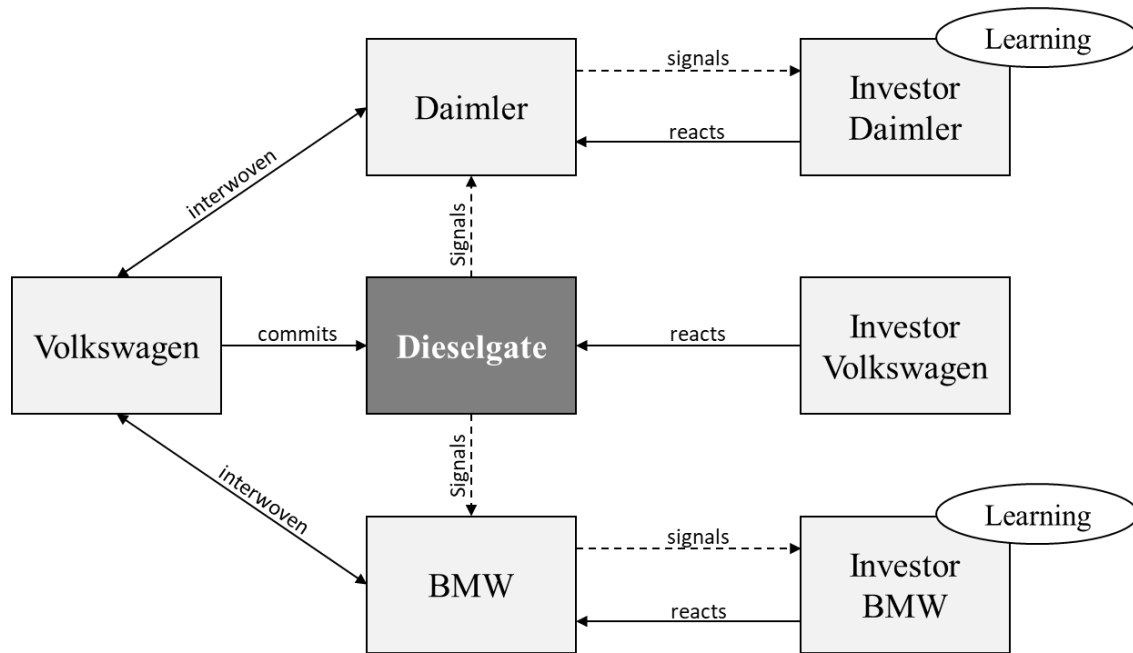 Learning
signals
Daimler
Investor
Daimler
reacts
interwoven
Signals
Volkswagen
commits
Dieselgate
reacts
Investor
Volkswagen
interwoven
Signals
Learning
signals
BMW
Investor
BMW
reacts